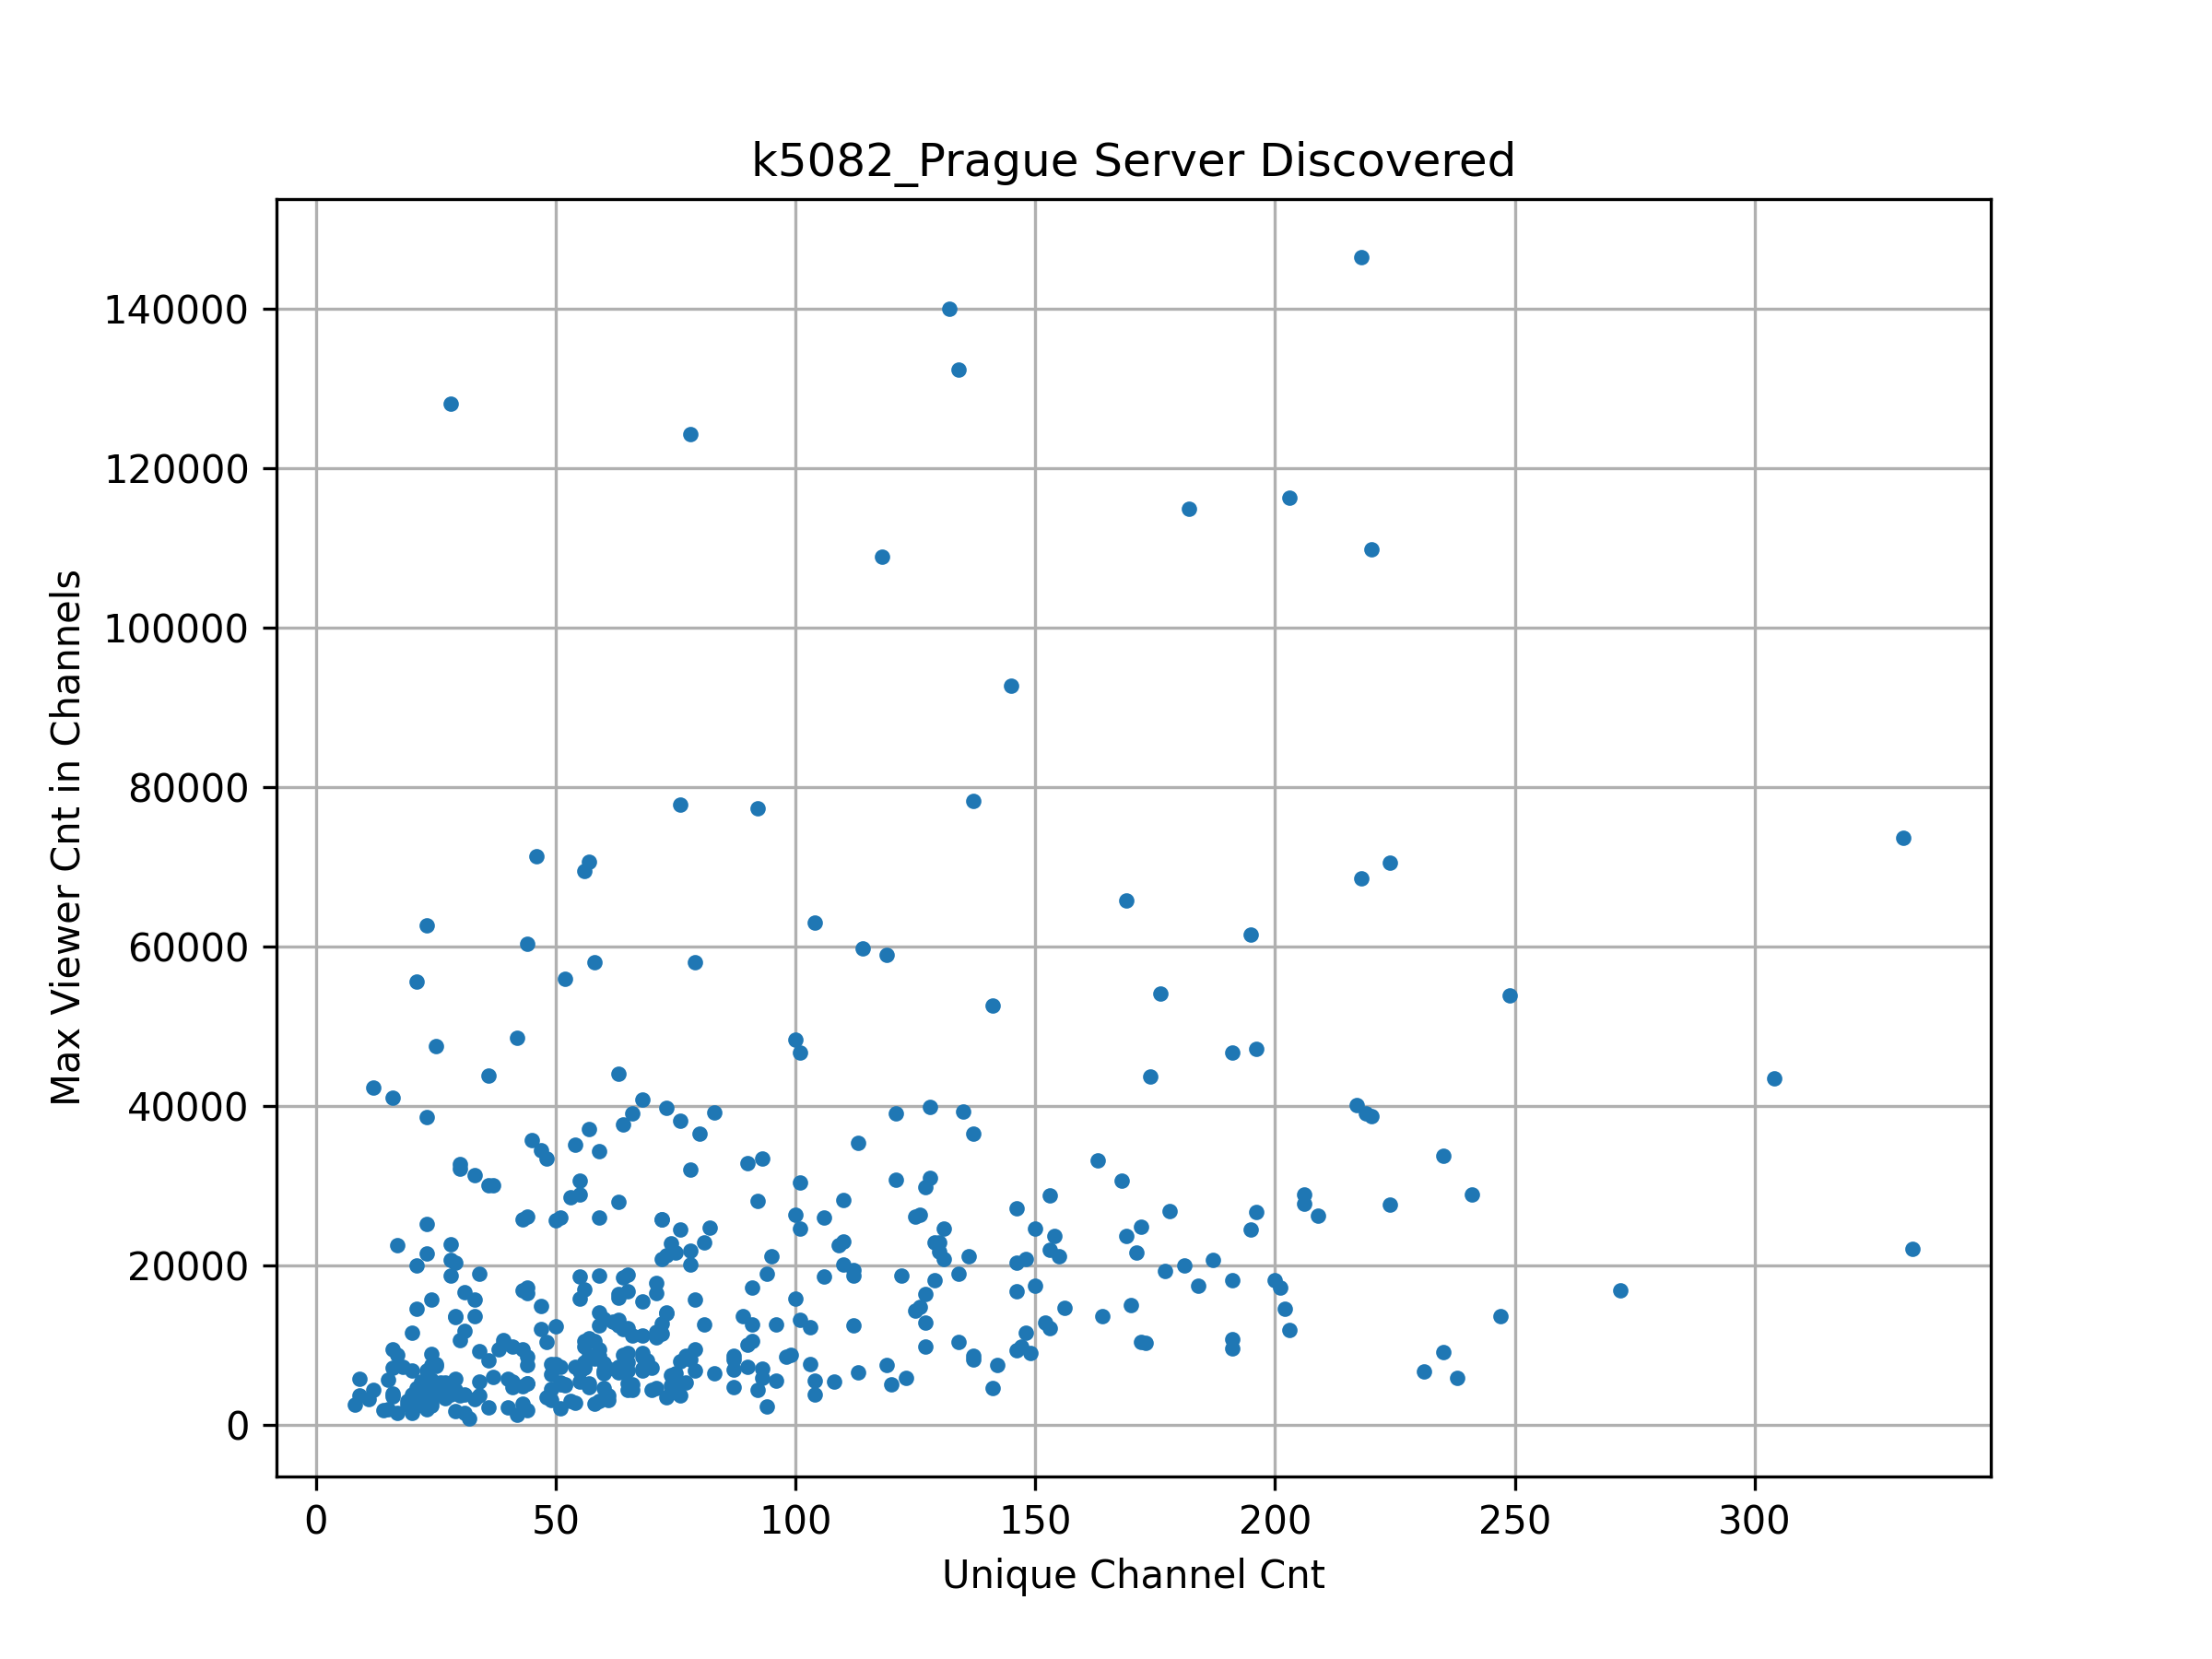 k5082_Prague Server Discovered
Max Viewer Cnt in Channels
140000
120000
100000
80000
60000
40000
20000
0
0 50 100 150 200 250 300
Unique Channel Cnt